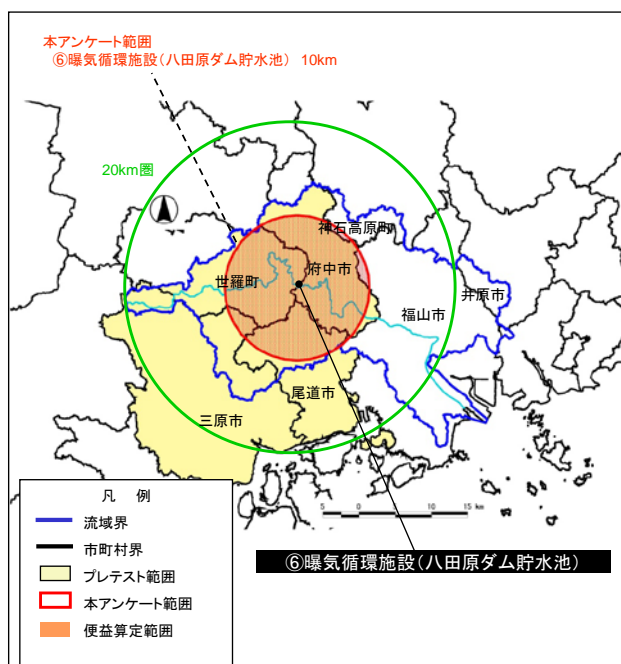 本アンケート範囲
⑥曝気循環施設(八田原ダム貯水池) 10km
20km圏
神石高原町
府中市
世羅町
井原市
福山市
尾道市
三原市
5 0 5 10 15 km
凡 例
流域界
市町村界
プレテスト範囲
本アンケート範囲
便益算定範囲
⑥曝気循環施設(八田原ダム貯水池)